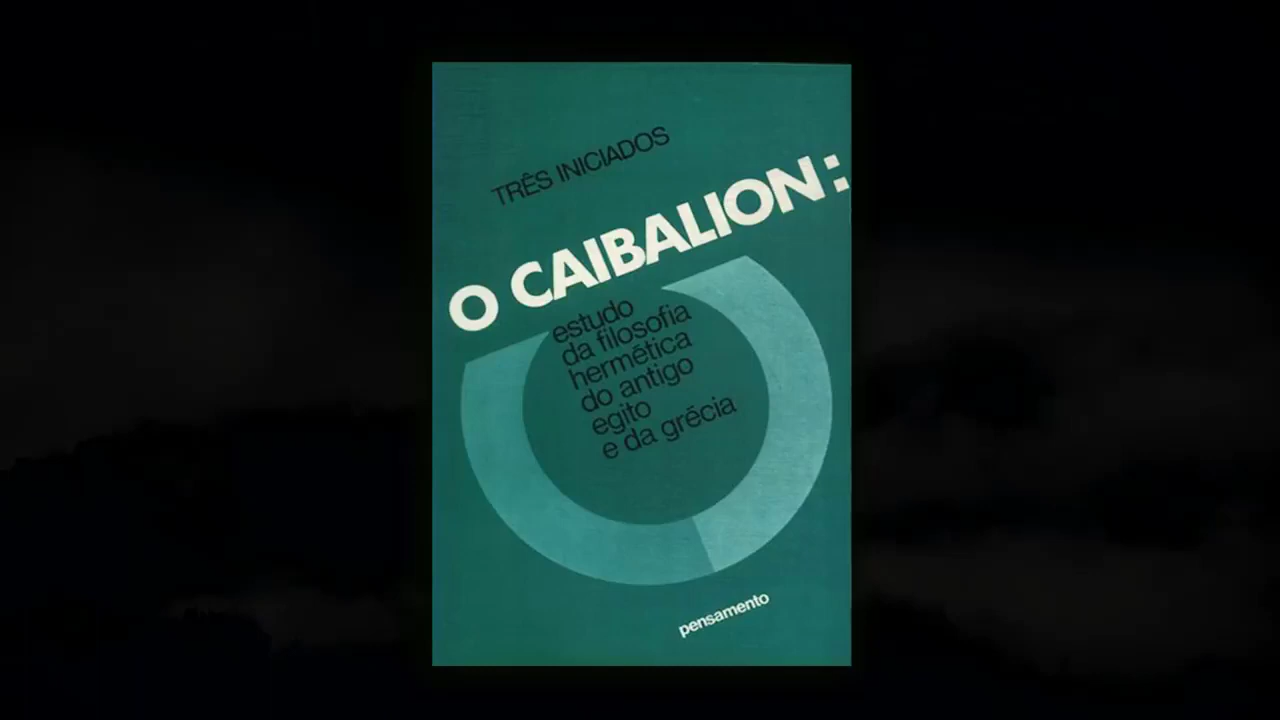 TRÊS INICIADOS
O CAIBALION:
estudo
da filosofia
hermética
do antigo
egito
e da grécia
pensamento